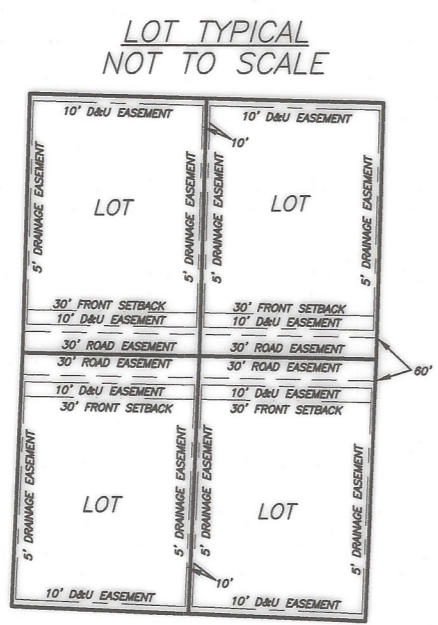 LOT TYPICAL
NOT TO SCALE
10' D&U EASEMENT
10' D&U EASEMENT
10'
5' DRAINAGE EASEMENT
LOT
5' DRAINAGE EASEMENT
5' DRAINAGE EASEMENT
LOT
5' DRAINAGE EASEMENT
30' FRONT SETBACK
30' FRONT SETBACK
10' D&U EASEMENT
10' D&U EASEMENT
30' ROAD EASEMENT
30' ROAD EASEMENT
30' ROAD EASEMENT
30' ROAD EASEMENT
60'
10' D&U EASEMENT
10' D&U EASEMENT
30' FRONT SETBACK
30' FRONT SETBACK
5' DRAINAGE EASEMENT
LOT
5' DRAINAGE EASEMENT
5' DRAINAGE EASEMENT
LOT
5' DRAINAGE EASEMENT
10'
10' D&U EASEMENT
10' D&U EASEMENT